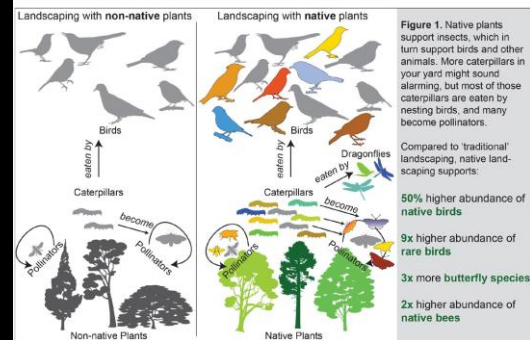 Landscaping with non-native plants
Birds
eaten by
Caterpillars
become
Pollinators
Pollinators
Non-native Plants
Landscaping with native plants
Birds
eaten by
Dragonflies
eaten by
Caterpillars
become
Pollinators
Pollinators
Native Plants
Figure 1. Native plants
support insects, which in
turn support birds and other
animals. More caterpillars in
your yard might sound
alarming, but most of those
caterpillars are eaten by
nesting birds, and many
become pollinators.
Compared to 'traditional'
landscaping, native land-
scaping supports:
50% higher abundance of
native birds
9x higher abundance of
rare birds
3x more butterfly species
2x higher abundance of
native bees